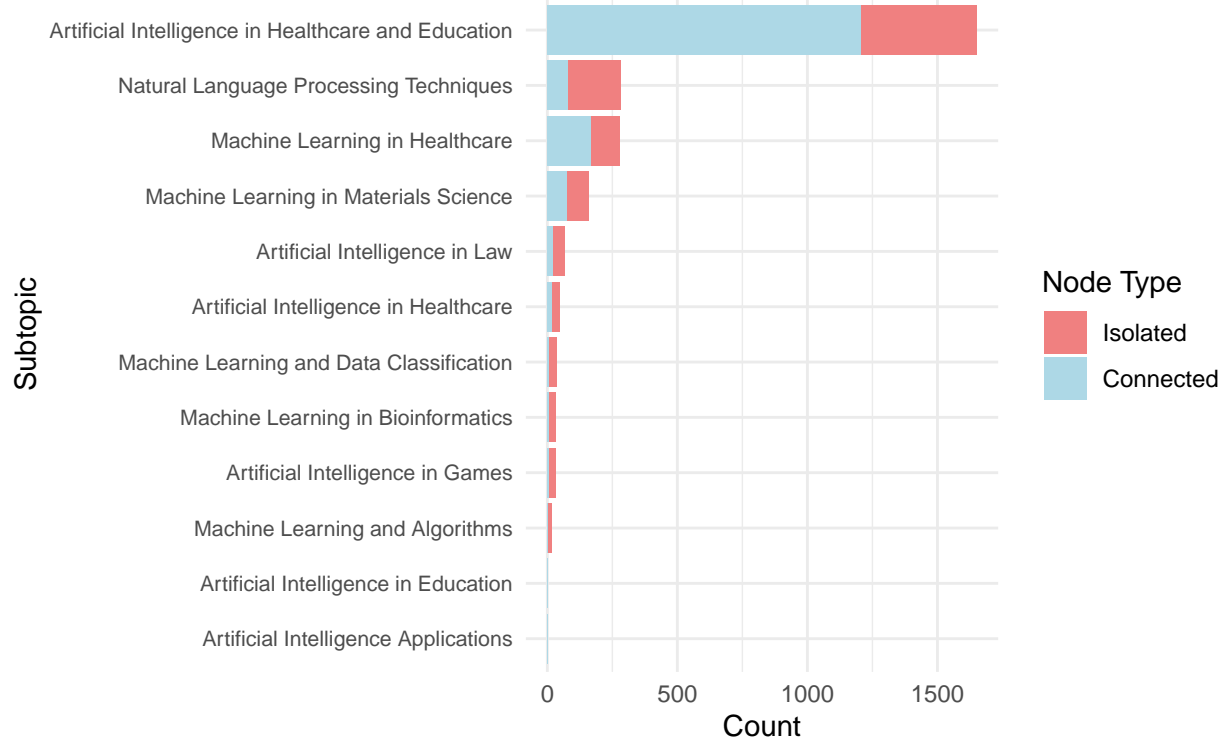 Artificial Intelligence in Healthcare and Education
Natural Language Processing Techniques
Machine Learning in Healthcare
Machine Learning in Materials Science
Artificial Intelligence in Law
Artificial Intelligence in Healthcare
Machine Learning and Data Classification
Machine Learning in Bioinformatics
Artificial Intelligence in Games
Machine Learning and Algorithms
Artificial Intelligence in Education
Artificial Intelligence Applications
Subtopic
0 500 1000 1500
Count
Node Type
Isolated
Connected